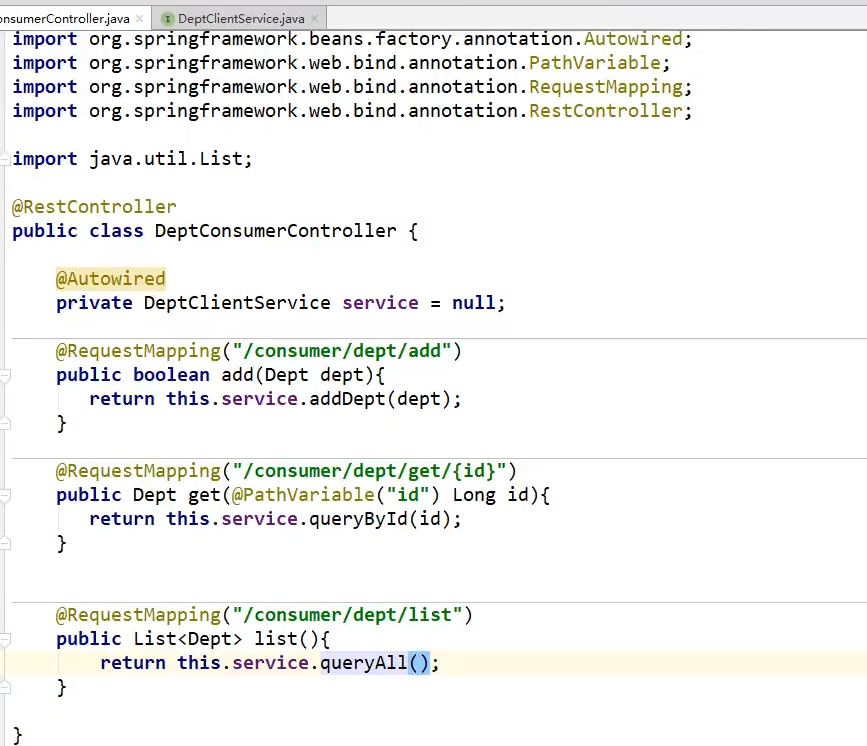 onsumerController.java × I DeptClientService.java ×
import org.springframework.beans.factory.annotation.Autowired;
import org.springframework.web.bind.annotation.PathVariable;
import org.springframework.web.bind.annotation.RequestMapping;
import org.springframework.web.bind.annotation.RestController;
import java.util.List;
@RestController
public class DeptConsumerController {
@Autowired
private DeptClientService service = null;
@RequestMapping("/consumer/dept/add")
public boolean add(Dept dept){
return this.service.addDept(dept);
}
@RequestMapping("/consumer/dept/get/{id}")
public Dept get(@PathVariable("id") Long id){
return this.service.queryById(id);
}
@RequestMapping("/consumer/dept/list")
public List<Dept> list(){
return this.service.queryAll();
}
}